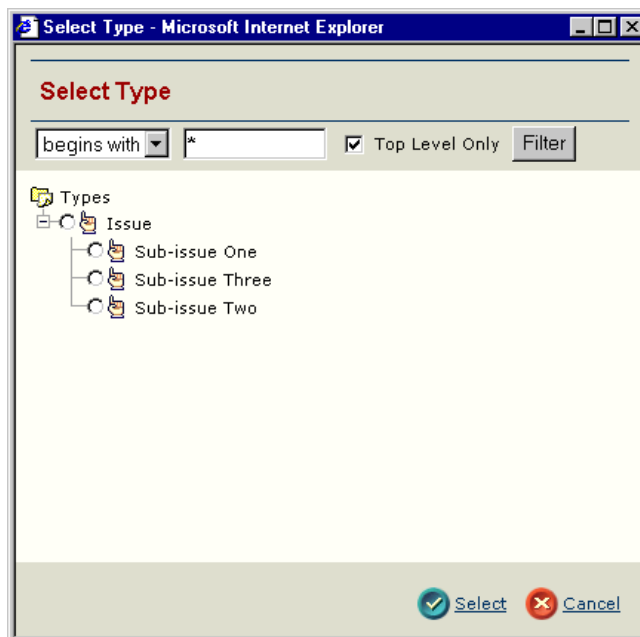 Select Type - Microsoft Internet Explorer
Select Type
begins with * Top Level Only Filter
Types
Issue
Sub-issue One
Sub-issue Three
Sub-issue Two
Select Cancel